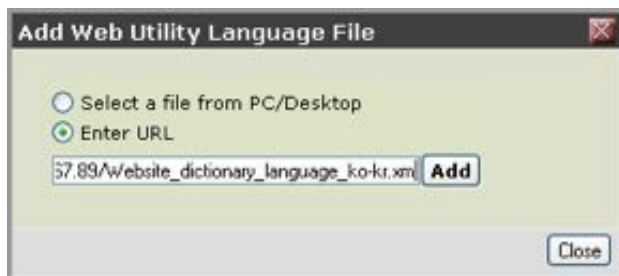 Add Web Utility Language File
Select a file from PC/Desktop
Enter URL
57.89/Website_dictionary_language_ko-kr.xml Add
Close